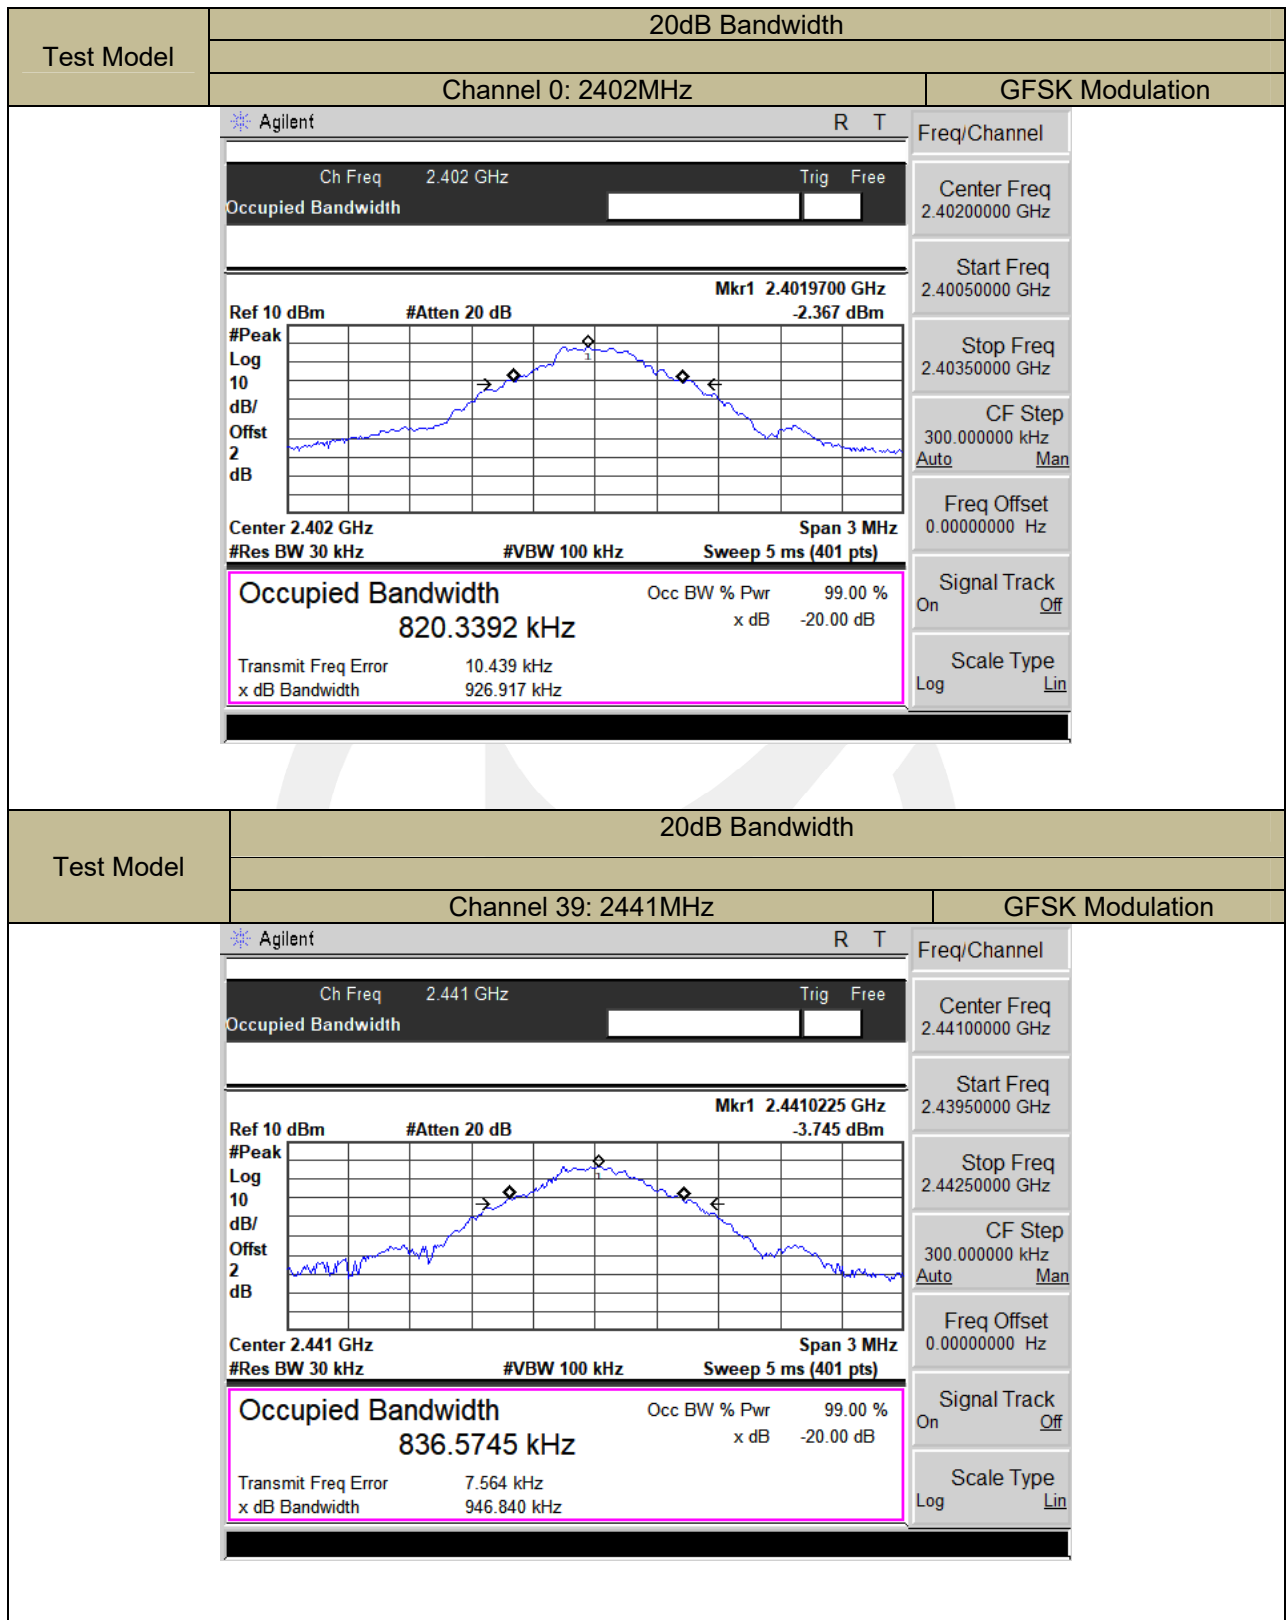 20dB Bandwidth
Test Model
Channel 0: 2402MHz GFSK Modulation
Agilent R T
Freq/Channel
Ch Freq 2.402 GHz Trig Free
Occupied Bandwidth
Center Freq
2.40200000 GHz
Start Freq
2.40050000 GHz
Mkr1 2.4019700 GHz
Ref 10 dBm #Atten 20 dB -2.367 dBm
#Peak
Log
10
dB/
Offst
2
dB
1
Stop Freq
2.40350000 GHz
CF Step
300.000000 kHz
Auto Man
Freq Offset
0.00000000 Hz
Center 2.402 GHz Span 3 MHz
#Res BW 30 kHz #VBW 100 kHz Sweep 5 ms (401 pts)
Occupied Bandwidth Occ BW % Pwr 99.00 %
820.3392 kHz x dB -20.00 dB
Transmit Freq Error 10.439 kHz
x dB Bandwidth 926.917 kHz
Signal Track
On Off
Scale Type
Log Lin
20dB Bandwidth
Test Model
Channel 39: 2441MHz GFSK Modulation
Agilent R T
Freq/Channel
Ch Freq 2.441 GHz Trig Free
Occupied Bandwidth
Center Freq
2.44100000 GHz
Start Freq
2.43950000 GHz
Mkr1 2.4410225 GHz
Ref 10 dBm #Atten 20 dB -3.745 dBm
#Peak
Log
10
dB/
Offst
2
dB
1
Stop Freq
2.44250000 GHz
CF Step
300.000000 kHz
Auto Man
Freq Offset
0.00000000 Hz
Center 2.441 GHz Span 3 MHz
#Res BW 30 kHz #VBW 100 kHz Sweep 5 ms (401 pts)
Occupied Bandwidth Occ BW % Pwr 99.00 %
836.5745 kHz x dB -20.00 dB
Transmit Freq Error 7.564 kHz
x dB Bandwidth 946.840 kHz
Signal Track
On Off
Scale Type
Log Lin